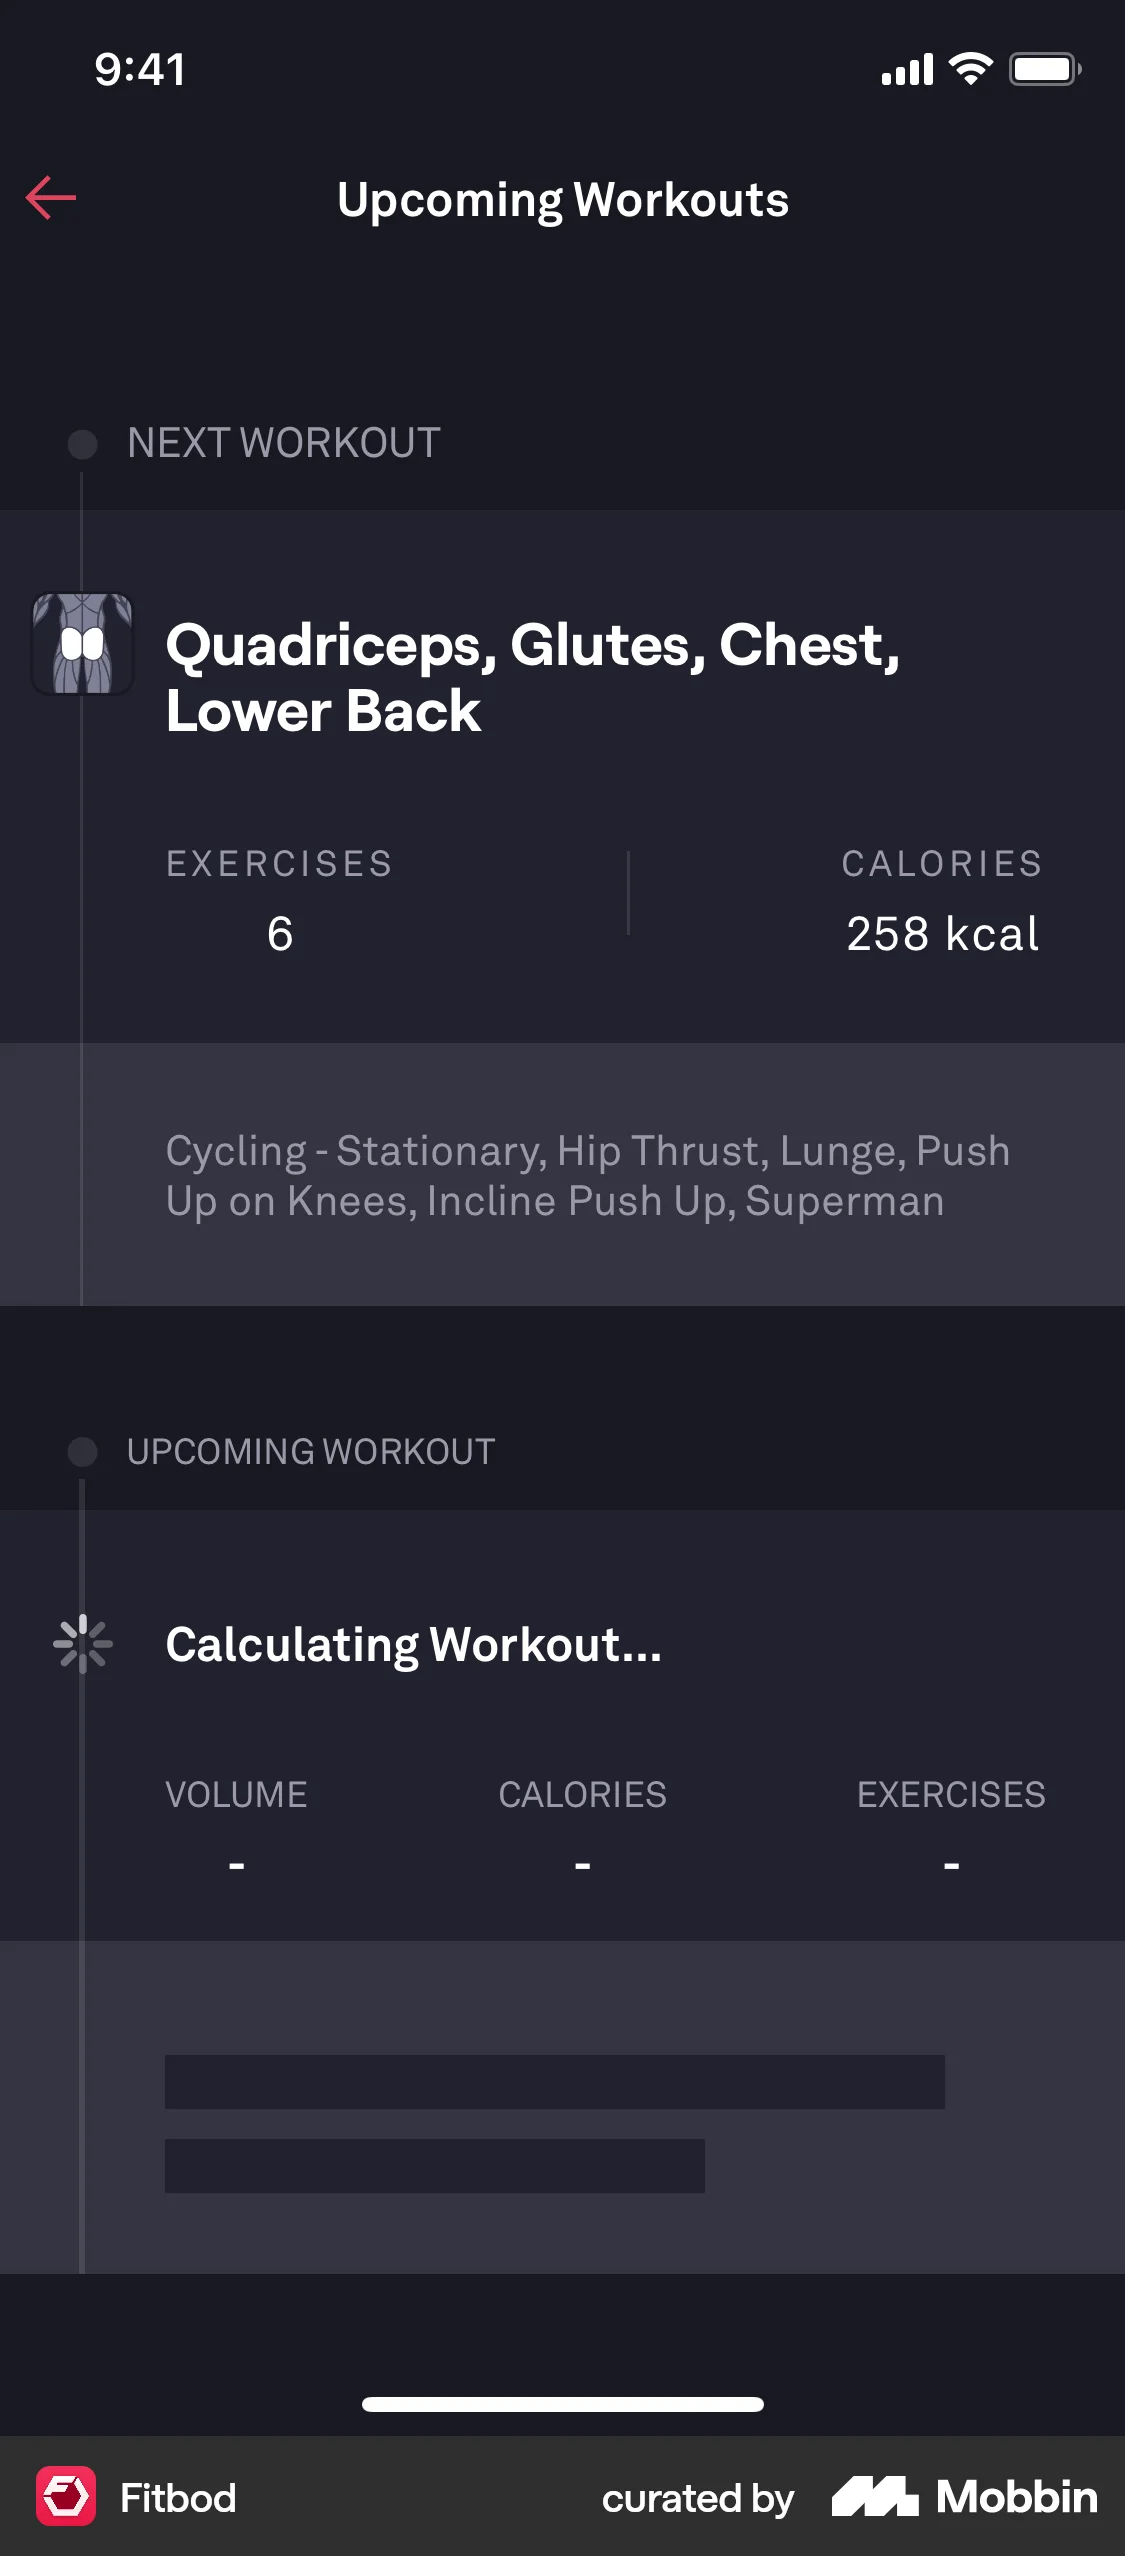 9:41
Upcoming Workouts
NEXT WORKOUT
Quadriceps, Glutes, Chest,
Lower Back
EXERCISES CALORIES
6 258 kcal
Cycling - Stationary, Hip Thrust, Lunge, Push
Up on Knees, Incline Push Up, Superman
UPCOMING WORKOUT
Calculating Workout...
VOLUME CALORIES EXERCISES
- - -
Fitbod curated by Mobbin